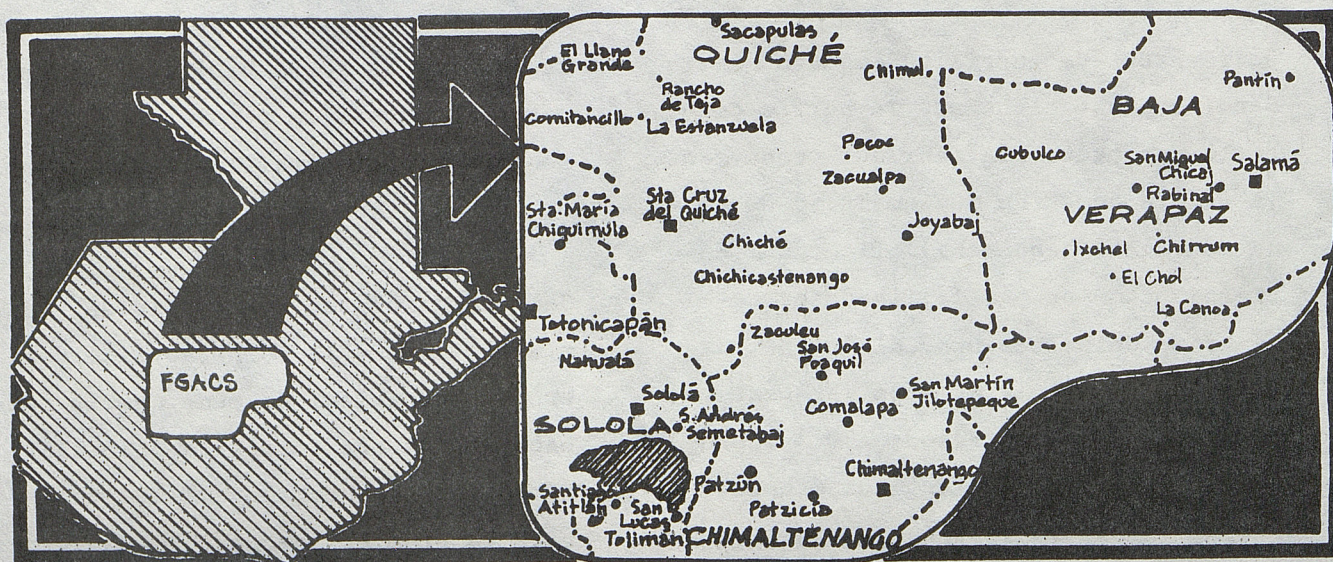 FGACS
Sacapulas
QUICHÉ
El Llano
Grande
Chimel
Pantín
Rancho
de Teja
BAJA
Comitancillo
La Estanzuela
Pacoc
Cubulco
San Miguel
Chicaj
Salamá
Zacualpa
Rabinal
Sta. María
Chiquimula
Sta Cruz
del Quiché
VERAPAZ
Joyabaj
Chiché
Ixchel
Chirrum
Chichicastenango
El Chol
La Canoa
Totonicapán
Zaculeu
Nahualá
San José
Poaquil
Sololá
San Martín
Jilotepeque
Comalapa
SOLOLA
S. Andrés
Semetabaj
Chimaltenango
Patzún
Santiago
Atitlán
San
Lucas
Tolimán
Patzicía
CHIMALTENANGO